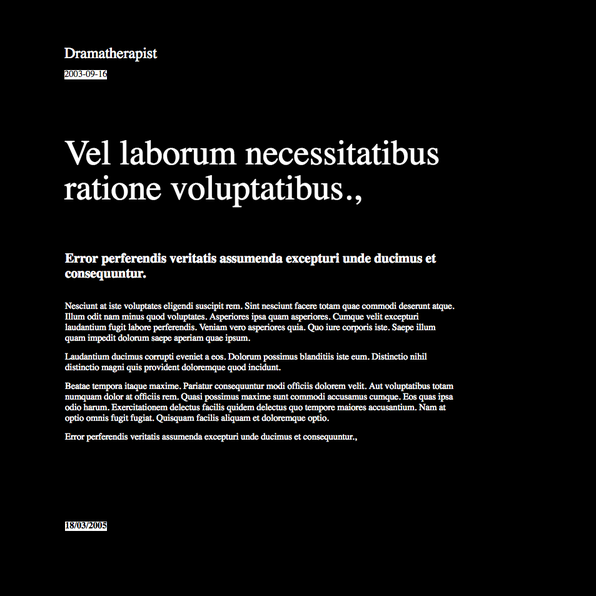 Dramatherapist
2003-09-16
Vel laborum necessitatibus
ratione voluptatibus.,
Error perferendis veritatis assumenda excepturi unde ducimus et
consequuntur.
Nesciunt at iste voluptates eligendi suscipit rem. Sint nesciunt facere totam quae commodi deserunt atque.
Illum odit nam minus quod voluptates. Asperiores ipsa quam asperiores. Cumque velit excepturi
laudantium fugit labore perferendis. Veniam vero asperiores quia. Quo iure corporis iste. Saepe illum
quam impedit dolorum saepe aperiam quae ipsum.
Laudantium ducimus corrupti eveniet a eos. Dolorum possimus blanditiis iste eum. Distinctio nihil
distinctio magni quis provident doloremque quod incidunt.
Beatae tempora itaque maxime. Pariatur consequuntur modi officiis dolorem velit. Aut voluptatibus totam
numquam dolor at officiis rem. Quasi possimus maxime sunt commodi accusamus cumque. Eos quas ipsa
odio harum. Exercitationem delectus facilis quidem delectus quo tempore maiores accusantium. Nam at
optio omnis fugit fugiat. Quisquam facilis aliquam et doloremque optio.
Error perferendis veritatis assumenda excepturi unde ducimus et consequuntur.,
18/03/2005